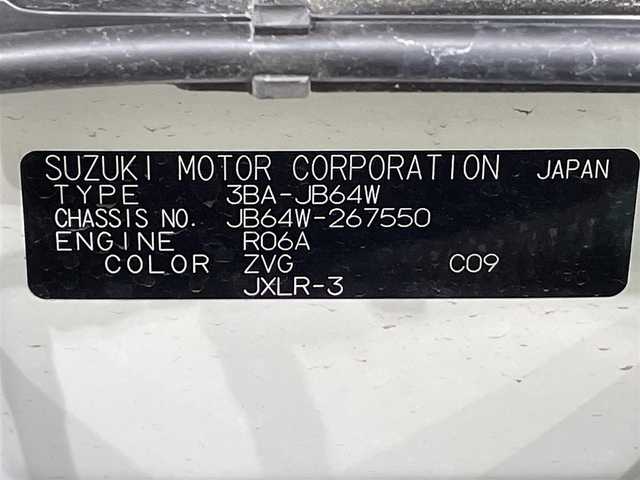 SUZUKI MOTOR CORPORATION JAPAN
TYPE 3BA-JB64W
CHASSIS NO. JB64W-267550
ENGINE R06A
COLOR ZVG C09
JXLR-3